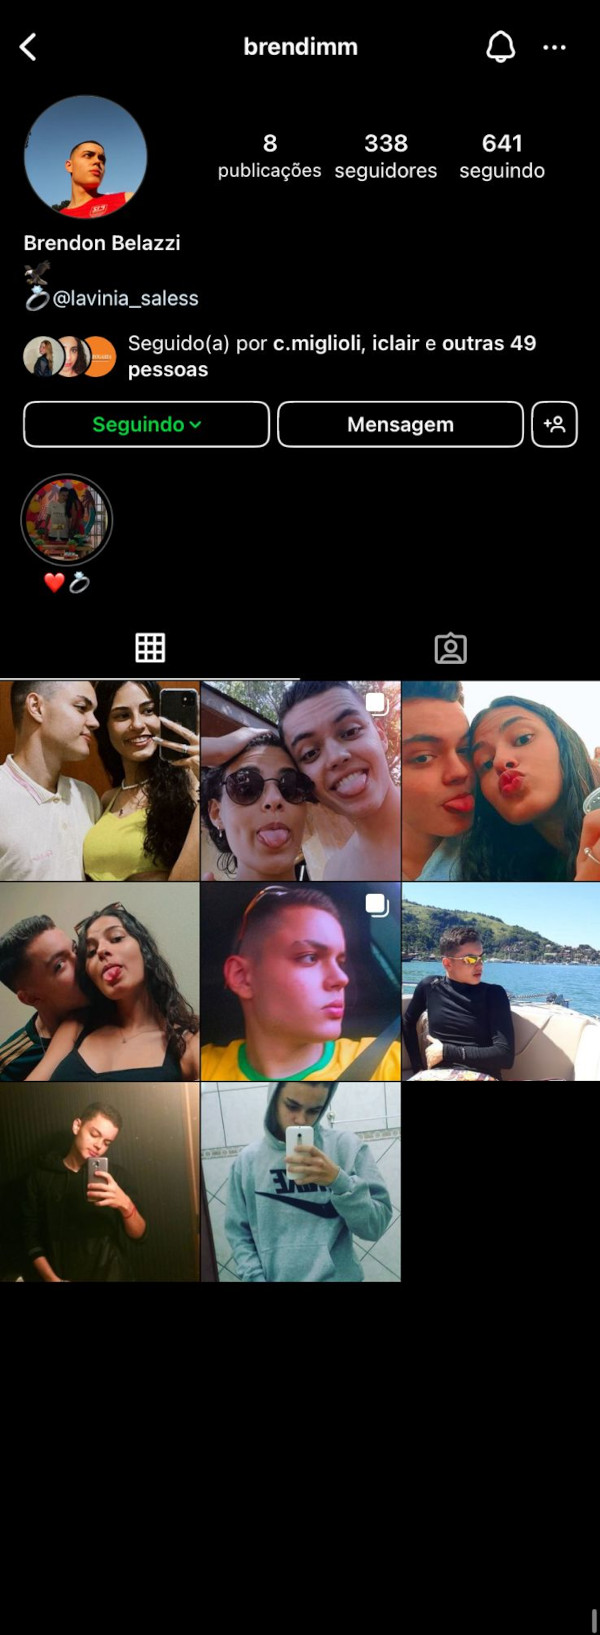 brendimm
8 338 641
publicações seguidores seguindo
Brendon Belazzi
@lavinia_saless
Seguido(a) por c.miglioli, iclair e outras 49
pessoas
Seguindo
Mensagem
NIKE